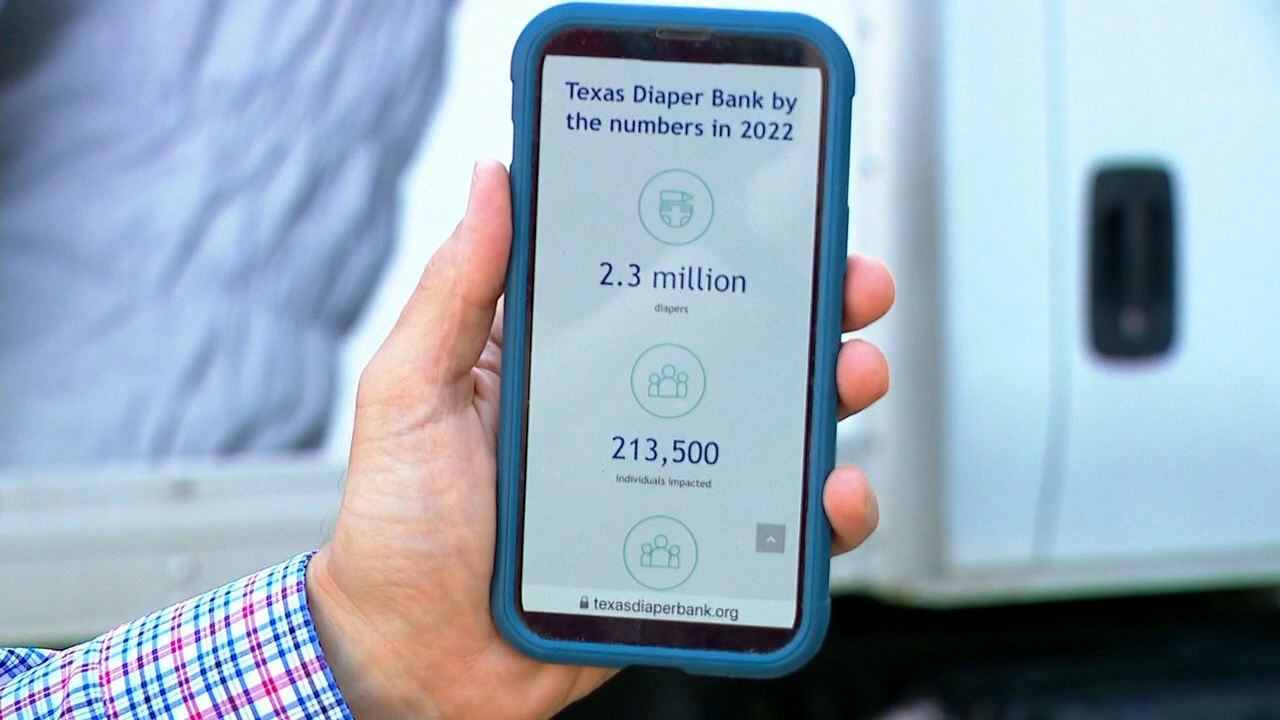 Texas Diaper Bank by
the numbers in 2022
2.3 million
diapers
213,500
individuals impacted
texasdiaperbank.org